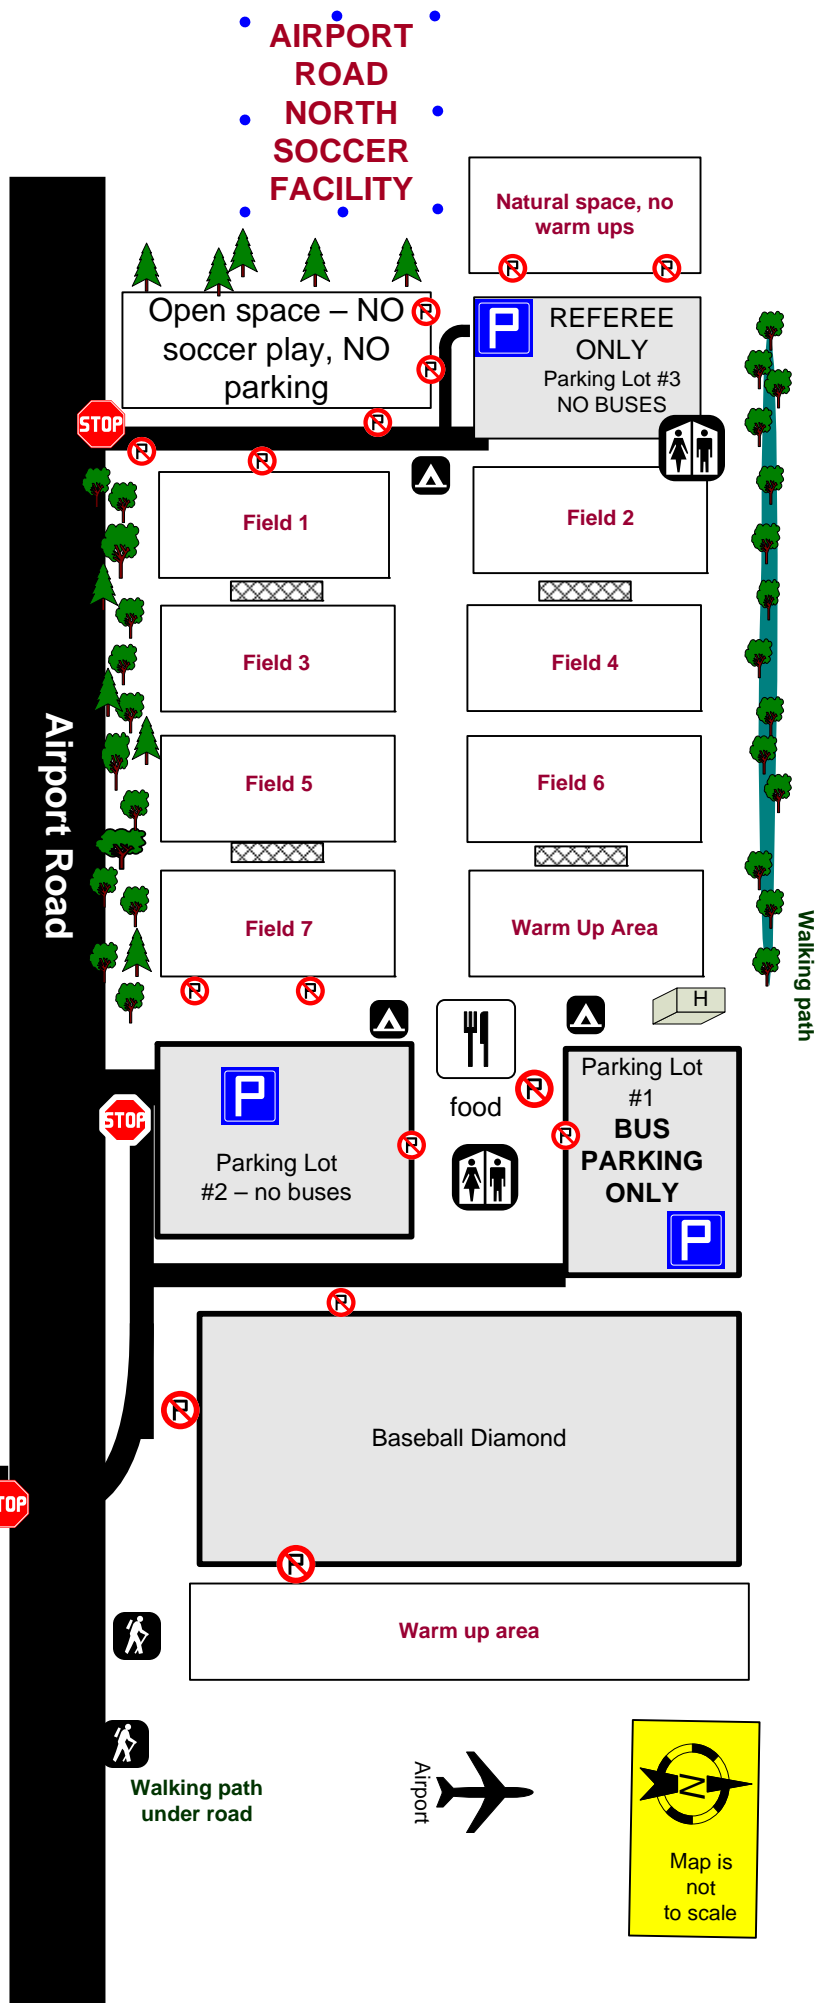 AIRPORT
ROAD
NORTH
SOCCER
FACILITY
Natural space, no
warm ups
Open space – NO
soccer play, NO
parking
P
REFEREE
ONLY
Parking Lot #3
NO BUSES
STOP
Field 1
Field 2
Field 3
Field 4
Airport Road
Field 5
Field 6
Field 7
Warm Up Area
Walking path
H
food
P
Parking Lot
#2 – no buses
Parking Lot
#1
BUS
PARKING
ONLY
P
STOP
Baseball Diamond
TOP
Warm up area
Walking path
under road
Airport
N
Map is
not
to scale